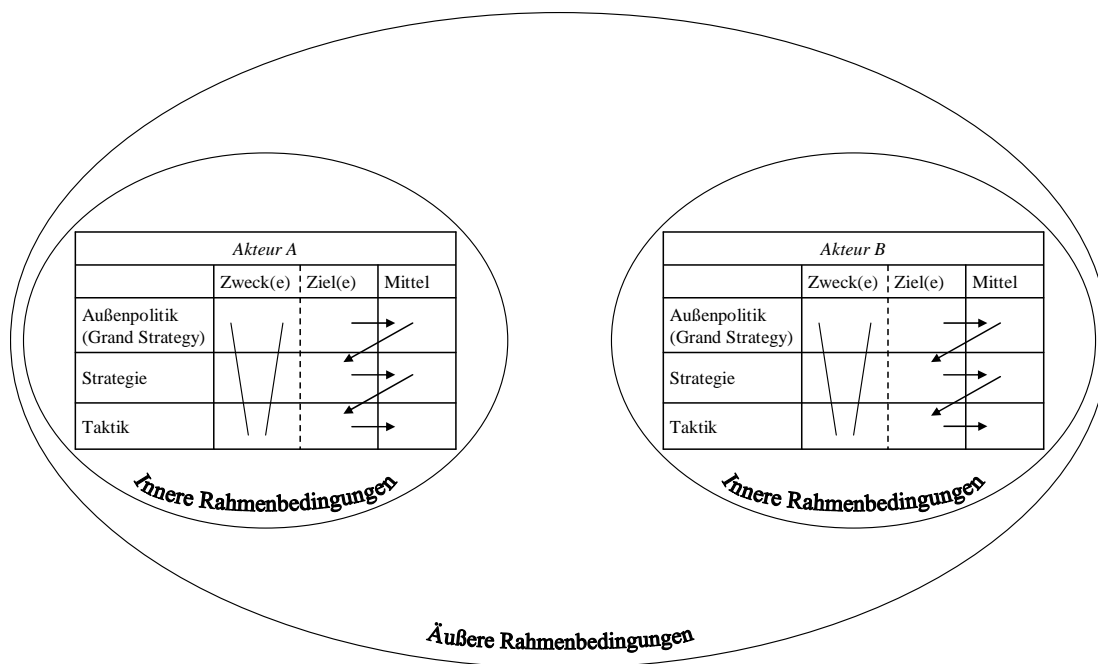 Akteur A
Zweck(e) Ziel(e) Mittel
Außenpolitik
(Grand Strategy)
Strategie
Taktik
Innere Rahmenbedingungen
Akteur B
Zweck(e) Ziel(e) Mittel
Außenpolitik
(Grand Strategy)
Strategie
Taktik
Innere Rahmenbedingungen
Äußere Rahmenbedingungen